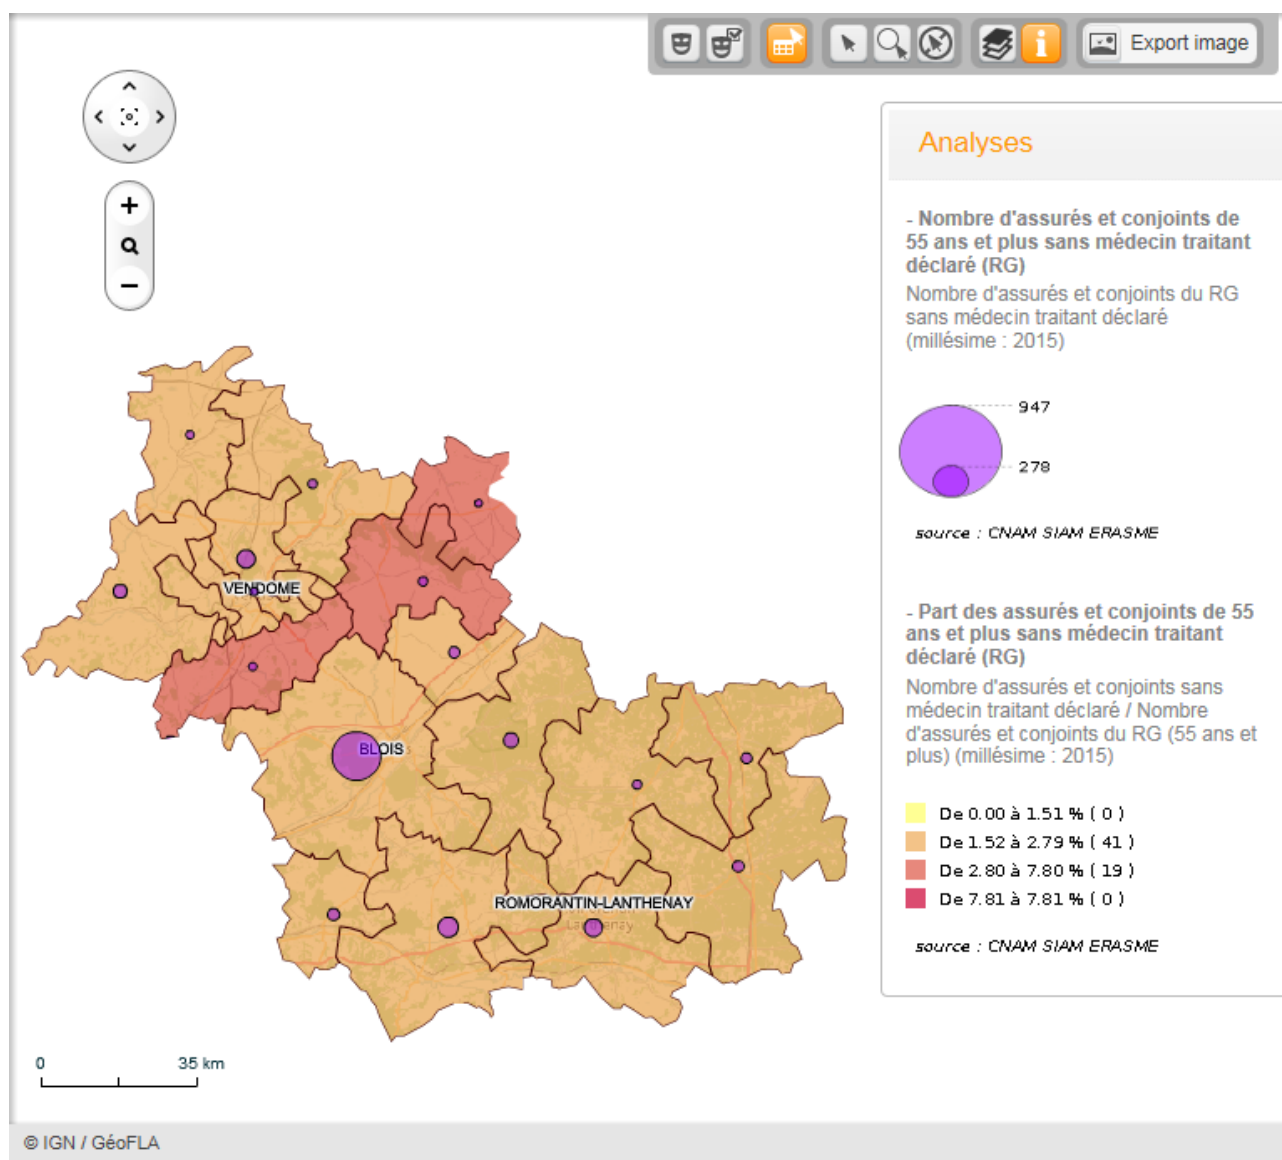 Export image
Analyses
- Nombre d'assurés et conjoints de
55 ans et plus sans médecin traitant
déclaré (RG)
Nombre d'assurés et conjoints du RG
sans médecin traitant déclaré
(millésime : 2015)
947
278
source : CNAM SIAM ERASME
- Part des assurés et conjoints de 55
ans et plus sans médecin traitant
déclaré (RG)
Nombre d'assurés et conjoints sans
médecin traitant déclaré / Nombre
d'assurés et conjoints du RG (55 ans et
plus) (millésime : 2015)
De 0.00 à 1.51 % ( 0 )
De 1.52 à 2.79 % ( 41 )
De 2.80 à 7.80 % ( 19 )
De 7.81 à 7.81 % ( 0 )
source : CNAM SIAM ERASME
VENDOME
BLOIS
ROMORANTIN-LANTHENAY
0 35 km
© IGN / GéoFLA